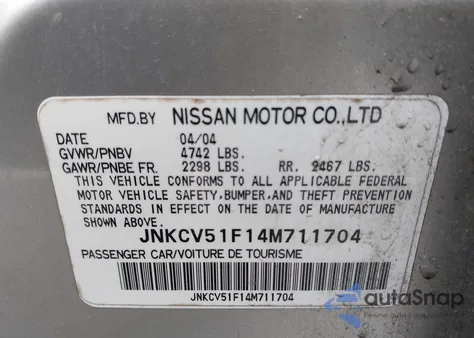 MFD.BY NISSAN MOTOR CO.,LTD
DATE 04/04
GVWR/PNBV 4742 LBS.
GAWR/PNBE FR. 2298 LBS. RR. 2467 LBS.
THIS VEHICLE CONFORMS TO ALL APPLICABLE FEDERAL
MOTOR VEHICLE SAFETY, BUMPER, AND THEFT PREVENTION
STANDARDS IN EFFECT ON THE DATE OF MANUFACTURE
SHOWN ABOVE.
JNKCV51F14M711704
PASSENGER CAR/VOITURE DE TOURISME
JNKCV51F14M711704
autoSnap